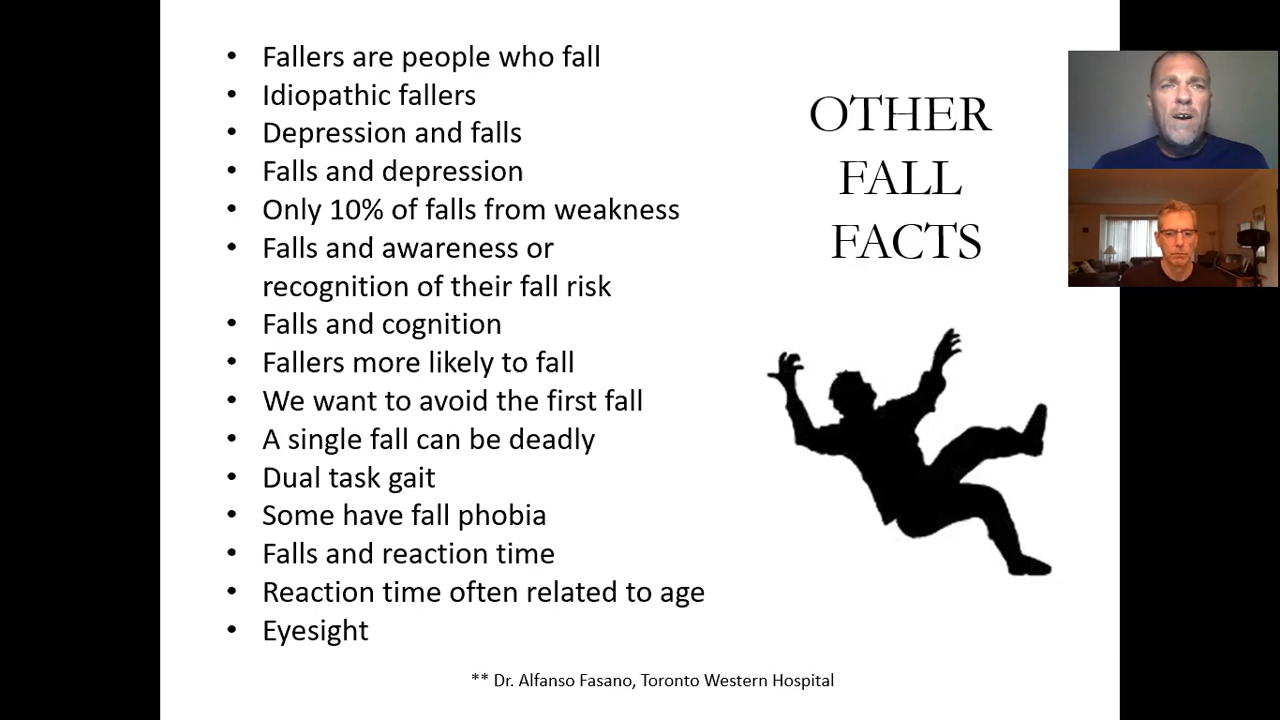 • Fallers are people who fall
• Idiopathic fallers
• Depression and falls
• Falls and depression
• Only 10% of falls from weakness
• Falls and awareness or
recognition of their fall risk
• Falls and cognition
• Fallers more likely to fall
• We want to avoid the first fall
• A single fall can be deadly
• Dual task gait
• Some have fall phobia
• Falls and reaction time
• Reaction time often related to age
• Eyesight
OTHER
FALL
FACTS
** Dr. Alfanso Fasano, Toronto Western Hospital